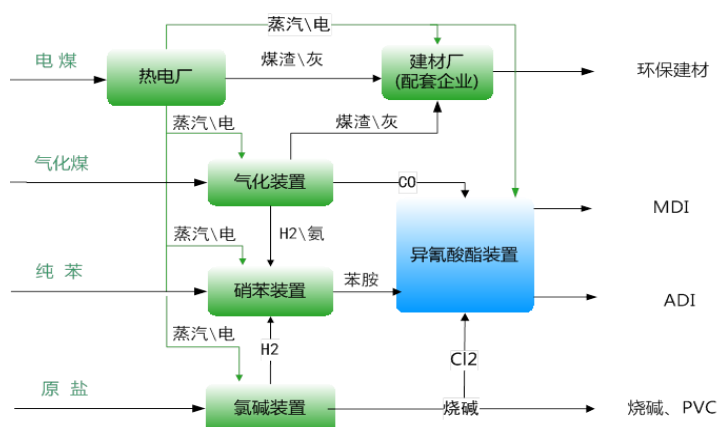 蒸汽\电
电 煤
热电厂
煤渣\灰
建材厂
(配套企业)
环保建材
蒸汽\电
煤渣\灰
气化煤
气化装置
CO
MDI
蒸汽\电
H2\氨
异氰酸酯装置
纯 苯
硝苯装置
苯胺
ADI
蒸汽\电
H2
Cl2
原 盐
氯碱装置
烧碱
烧碱、PVC